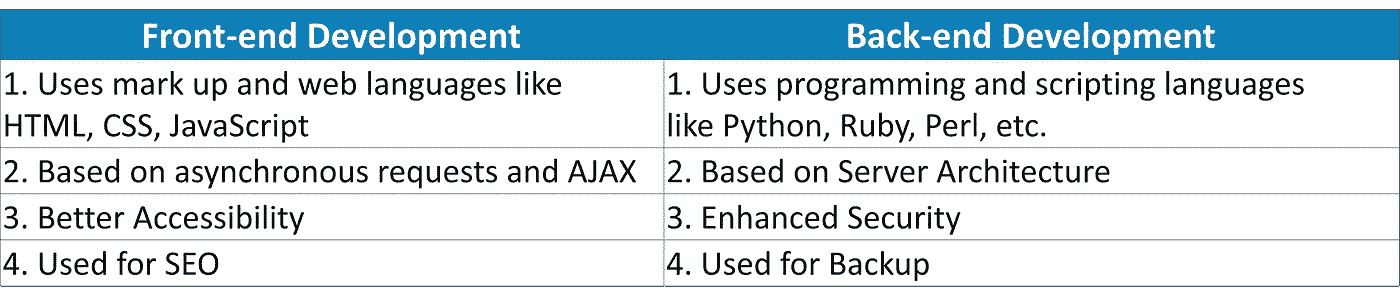 Front-end Development
Back-end Development
1. Uses mark up and web languages like
HTML, CSS, JavaScript
1. Uses programming and scripting languages
like Python, Ruby, Perl, etc.
2. Based on asynchronous requests and AJAX
2. Based on Server Architecture
3. Better Accessibility
3. Enhanced Security
4. Used for SEO
4. Used for Backup